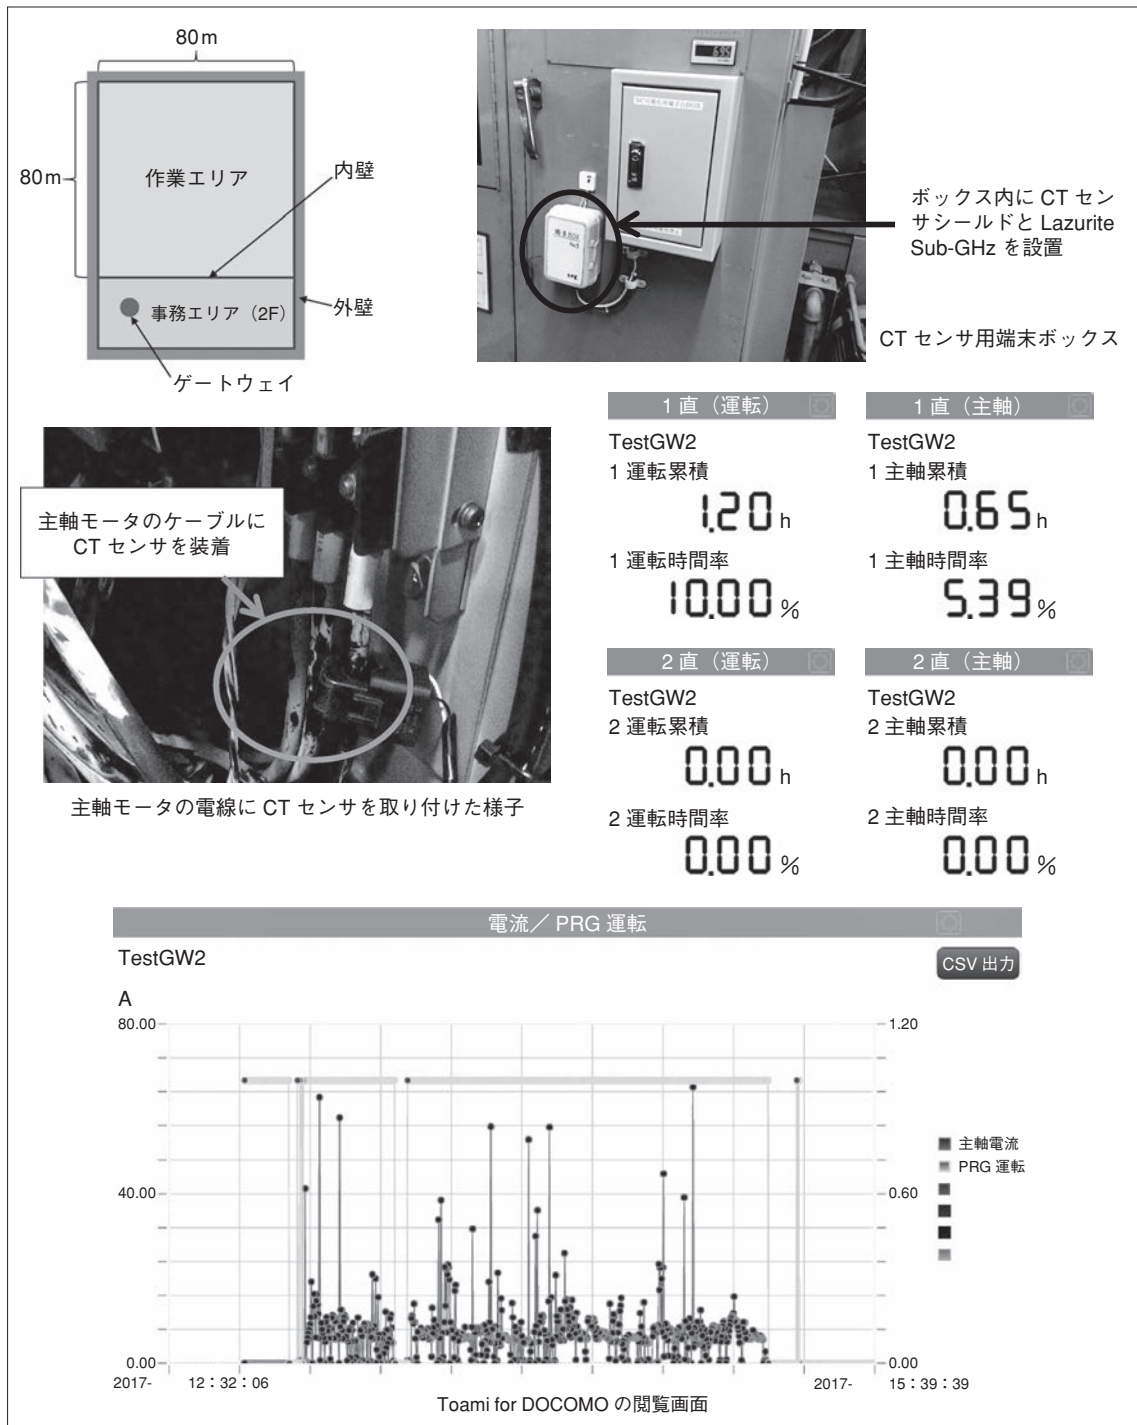 80m
80m
作業エリア
内壁
事務エリア（2F）
外壁
ゲートウェイ
ボックス内に CT セン
サシールドと Lazurite
Sub-GHz を設置
CT センサ用端末ボックス
主軸モータのケーブルに
CT センサを装着
主軸モータの電線に CT センサを取り付けた様子
1 直（運転）
TestGW2
1 運転累積
1.20 h
1 運転時間率
10.00 %
1 直（主軸）
TestGW2
1 主軸累積
0.65 h
1 主軸時間率
5.39 %
2 直（運転）
TestGW2
2 運転累積
0.00 h
2 運転時間率
0.00 %
2 直（主軸）
TestGW2
2 主軸累積
0.00 h
2 主軸時間率
0.00 %
電流／ PRG 運転
TestGW2
CSV 出力
A
80.00
1.20
主軸電流
PRG 運転
40.00
0.60
0.00
0.00
2017-
12：32：06
2017-
15：39：39
Toami for DOCOMO の閲覧画面